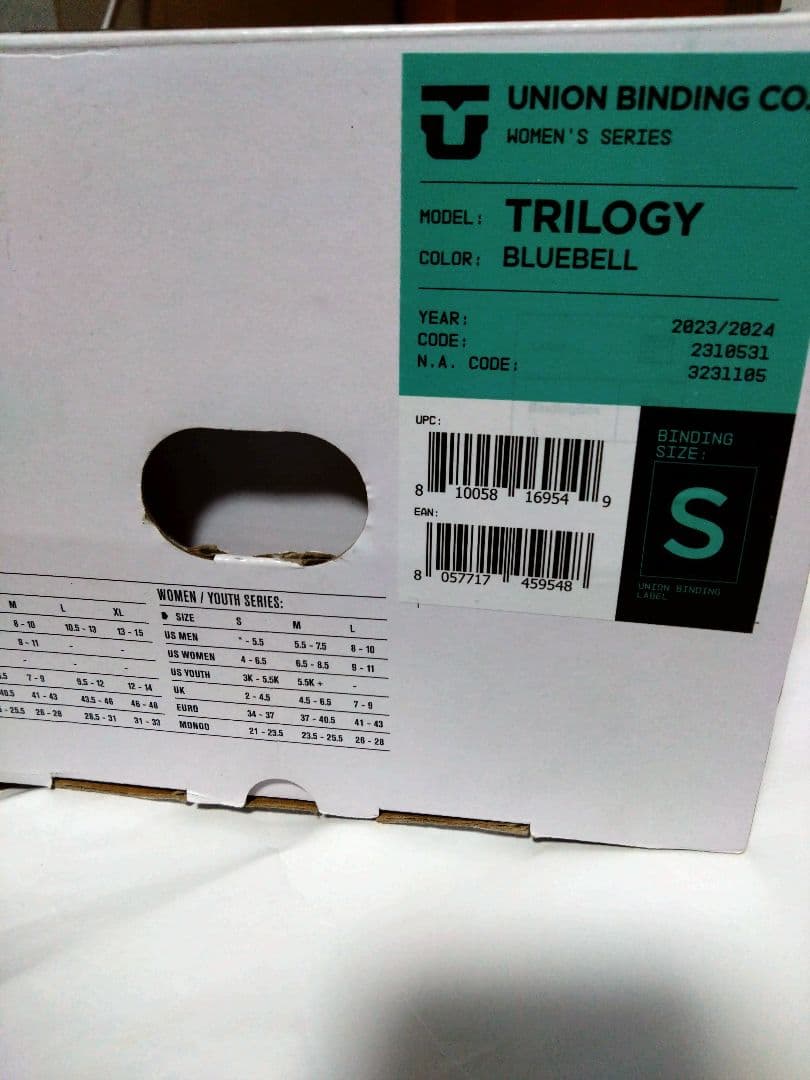 UNION BINDING CO.
WOMEN'S SERIES
MODEL: TRILOGY
COLOR: BLUEBELL
YEAR: 2023/2024
CODE: 2310531
N.A. CODE: 3231105
UPC:
8 10058 16954 9
EAN:
8 057717 459548
BINDING
SIZE:
S
UNION BINDING
LABEL
M L XL
8 - 10 10.5 - 13 13 - 15
9 - 11 - -
- - -
7 - 9 9.5 - 12 12 - 14
40.5 41 - 43 43.5 - 46 46 - 48
- 25.5 26 - 28 28.5 - 31 31 - 33
WOMEN / YOUTH SERIES:
SIZE S M L
US MEN * - 5.5 5.5 - 7.5 8 - 10
US WOMEN 4 - 6.5 6.5 - 8.5 9 - 11
US YOUTH 3K - 5.5K 5.5K + -
UK 2 - 4.5 4.5 - 6.5 7 - 9
EURO 34 - 37 37 - 40.5 41 - 43
MONDO 21 - 23.5 23.5 - 25.5 26 - 28